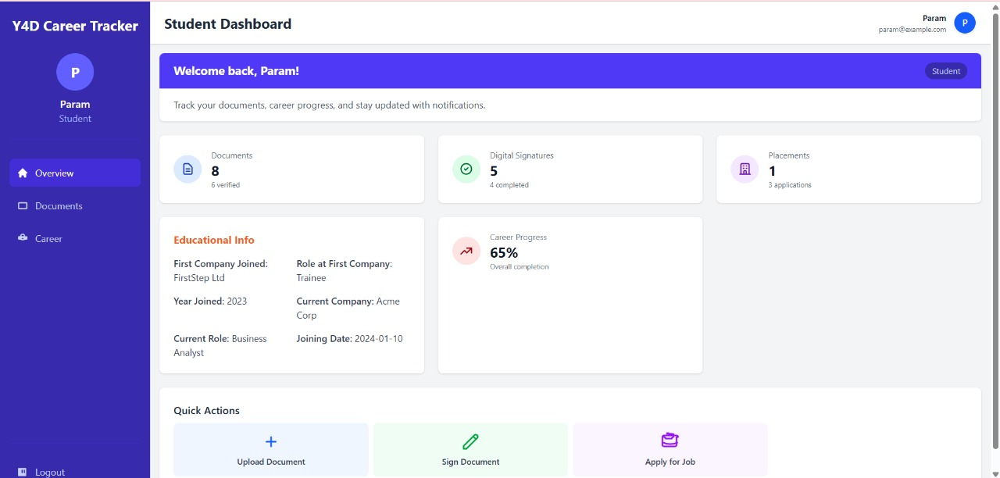 Y4D Career Tracker
P
Param
Student
Overview
Documents
Career
Logout
Student Dashboard
Param
param@example.com
P
Welcome back, Param!
Student
Track your documents, career progress, and stay updated with notifications.
Documents
8
6 verified
Digital Signatures
5
4 completed
Placements
1
3 applications
Educational Info
First Company Joined:
FirstStep Ltd
Role at First Company:
Trainee
Year Joined: 2023
Current Company: Acme
Corp
Current Role: Business
Analyst
Joining Date: 2024-01-10
Career Progress
65%
Overall completion
Quick Actions
Upload Document
Sign Document
Apply for Job